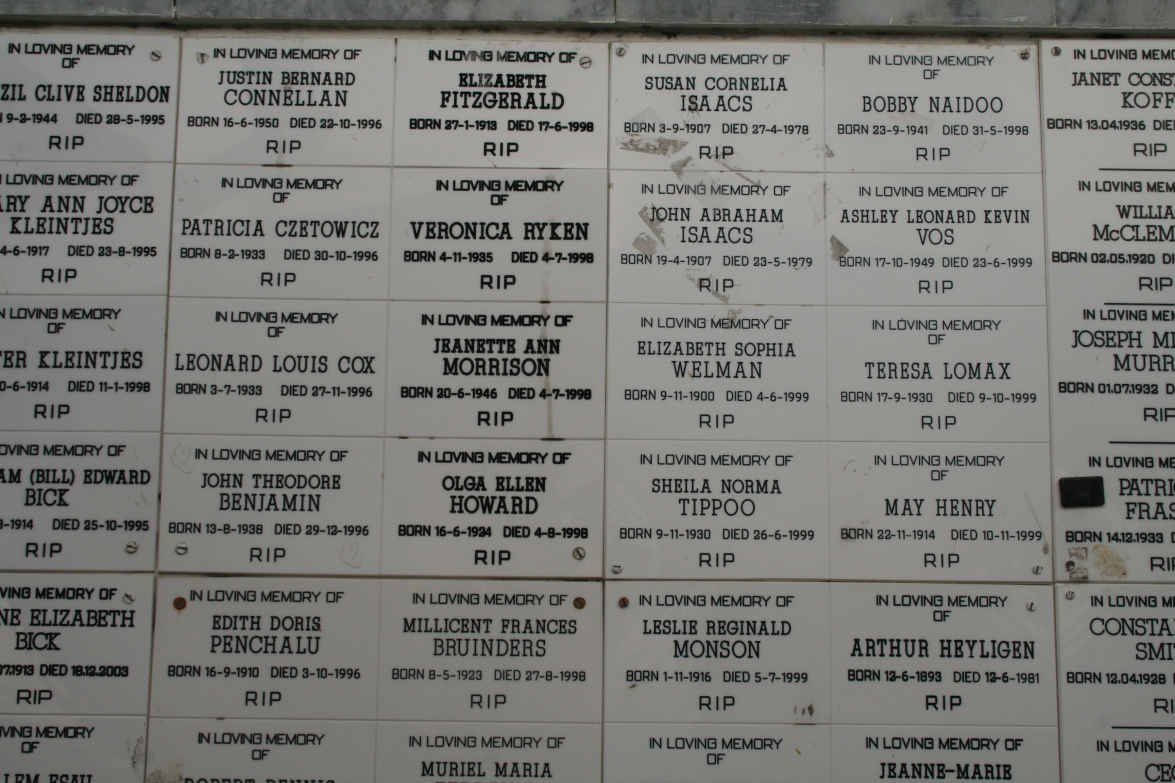 IN LOVING MEMORY
OF
ZIL CLIVE SHELDON
9-2-1944 DIED 28-5-1995
RIP
IN LOVING MEMORY OF
JUSTIN BERNARD
CONNELLAN
BORN 16-6-1950 DIED 22-10-1996
RIP
IN LOVING MEMORY OF
ELIZABETH
FITZGERALD
BORN 27-1-1913 DIED 17-6-1998
RIP
IN LOVING MEMORY OF
SUSAN CORNELIA
ISAACS
BORN 3-9-1907 DIED 27-4-1978
RIP
IN LOVING MEMORY
OF
BOBBY NAIDOO
BORN 23-9-1941 DIED 31-5-1998
RIP
IN LOVING MEM
JANET CONS
KOFF
BORN 13.04.1936 DIE
RIP
LOVING MEMORY OF
ARY ANN JOYCE
KLEINTJES
4-6-1917 DIED 23-8-1995
RIP
IN LOVING MEMORY
OF
PATRICIA CZETOWICZ
BORN 8-2-1933 DIED 30-10-1996
RIP
IN LOVING MEMORY
OF
VERONICA RYKEN
BORN 4-11-1935 DIED 4-7-1998
RIP
IN LOVING MEMORY OF
JOHN ABRAHAM
ISAACS
BORN 19-4-1907 DIED 23-5-1979
RIP
IN LOVING MEMORY OF
ASHLEY LEONARD KEVIN
VOS
BORN 17-10-1949 DIED 23-6-1999
RIP
IN LOVING MEM
WILLIA
McCLEM
BORN 02.05.1920 DI
RIP
N LOVING MEMORY
OF
TER KLEINTJES
0-6-1914 DIED 11-1-1998
RIP
IN LOVING MEMORY
OF
LEONARD LOUIS COX
BORN 3-7-1933 DIED 27-11-1996
RIP
IN LOVING MEMORY OF
JEANETTE ANN
MORRISON
BORN 20-6-1946 DIED 4-7-1998
RIP
IN LOVING MEMORY OF
ELIZABETH SOPHIA
WELMAN
BORN 9-11-1900 DIED 4-6-1999
RIP
IN LOVING MEMORY
OF
TERESA LOMAX
BORN 17-9-1930 DIED 9-10-1999
RIP
IN LOVING MEM
JOSEPH MI
MURR
BORN 01.07.1932 D
RIP
OVING MEMORY OF
AM (BILL) EDWARD
BICK
-1914 DIED 25-10-1995
RIP
IN LOVING MEMORY OF
JOHN THEODORE
BENJAMIN
BORN 13-8-1938 DIED 29-12-1996
RIP
IN LOVING MEMORY OF
OLGA ELLEN
HOWARD
BORN 16-6-1924 DIED 4-8-1998
RIP
IN LOVING MEMORY OF
SHEILA NORMA
TIPPOO
BORN 9-11-1930 DIED 26-6-1999
RIP
IN LOVING MEMORY
OF
MAY HENRY
BORN 22-11-1914 DIED 10-11-1999
RIP
IN LOVING ME
PATRI
FRAS
BORN 14.12.1933 D
RIP
VING MEMORY OF
NE ELIZABETH
BICK
1913 DIED 18.12.2003
RIP
IN LOVING MEMORY OF
EDITH DORIS
PENCHALU
BORN 16-9-1910 DIED 3-10-1996
RIP
IN LOVING MEMORY OF
MILLICENT FRANCES
BRUINDERS
BORN 8-5-1923 DIED 27-8-1998
RIP
IN LOVING MEMORY OF
LESLIE REGINALD
MONSON
BORN 1-11-1916 DIED 5-7-1999
RIP
IN LOVING MEMORY
OF
ARTHUR HEYLIGEN
BORN 12-6-1893 DIED 12-6-1981
RIP
IN LOVING ME
CONSTA
SMI
BORN 12.04.1928
RI
VING MEMORY
OF
LEM ESAU
IN LOVING MEMORY
OF
ROBERT DENNIS
IN LOVING MEMORY OF
MURIEL MARIA
IN LOVING MEMORY
OF
IN LOVING MEMORY OF
JEANNE-MARIE
IN LOVING ME